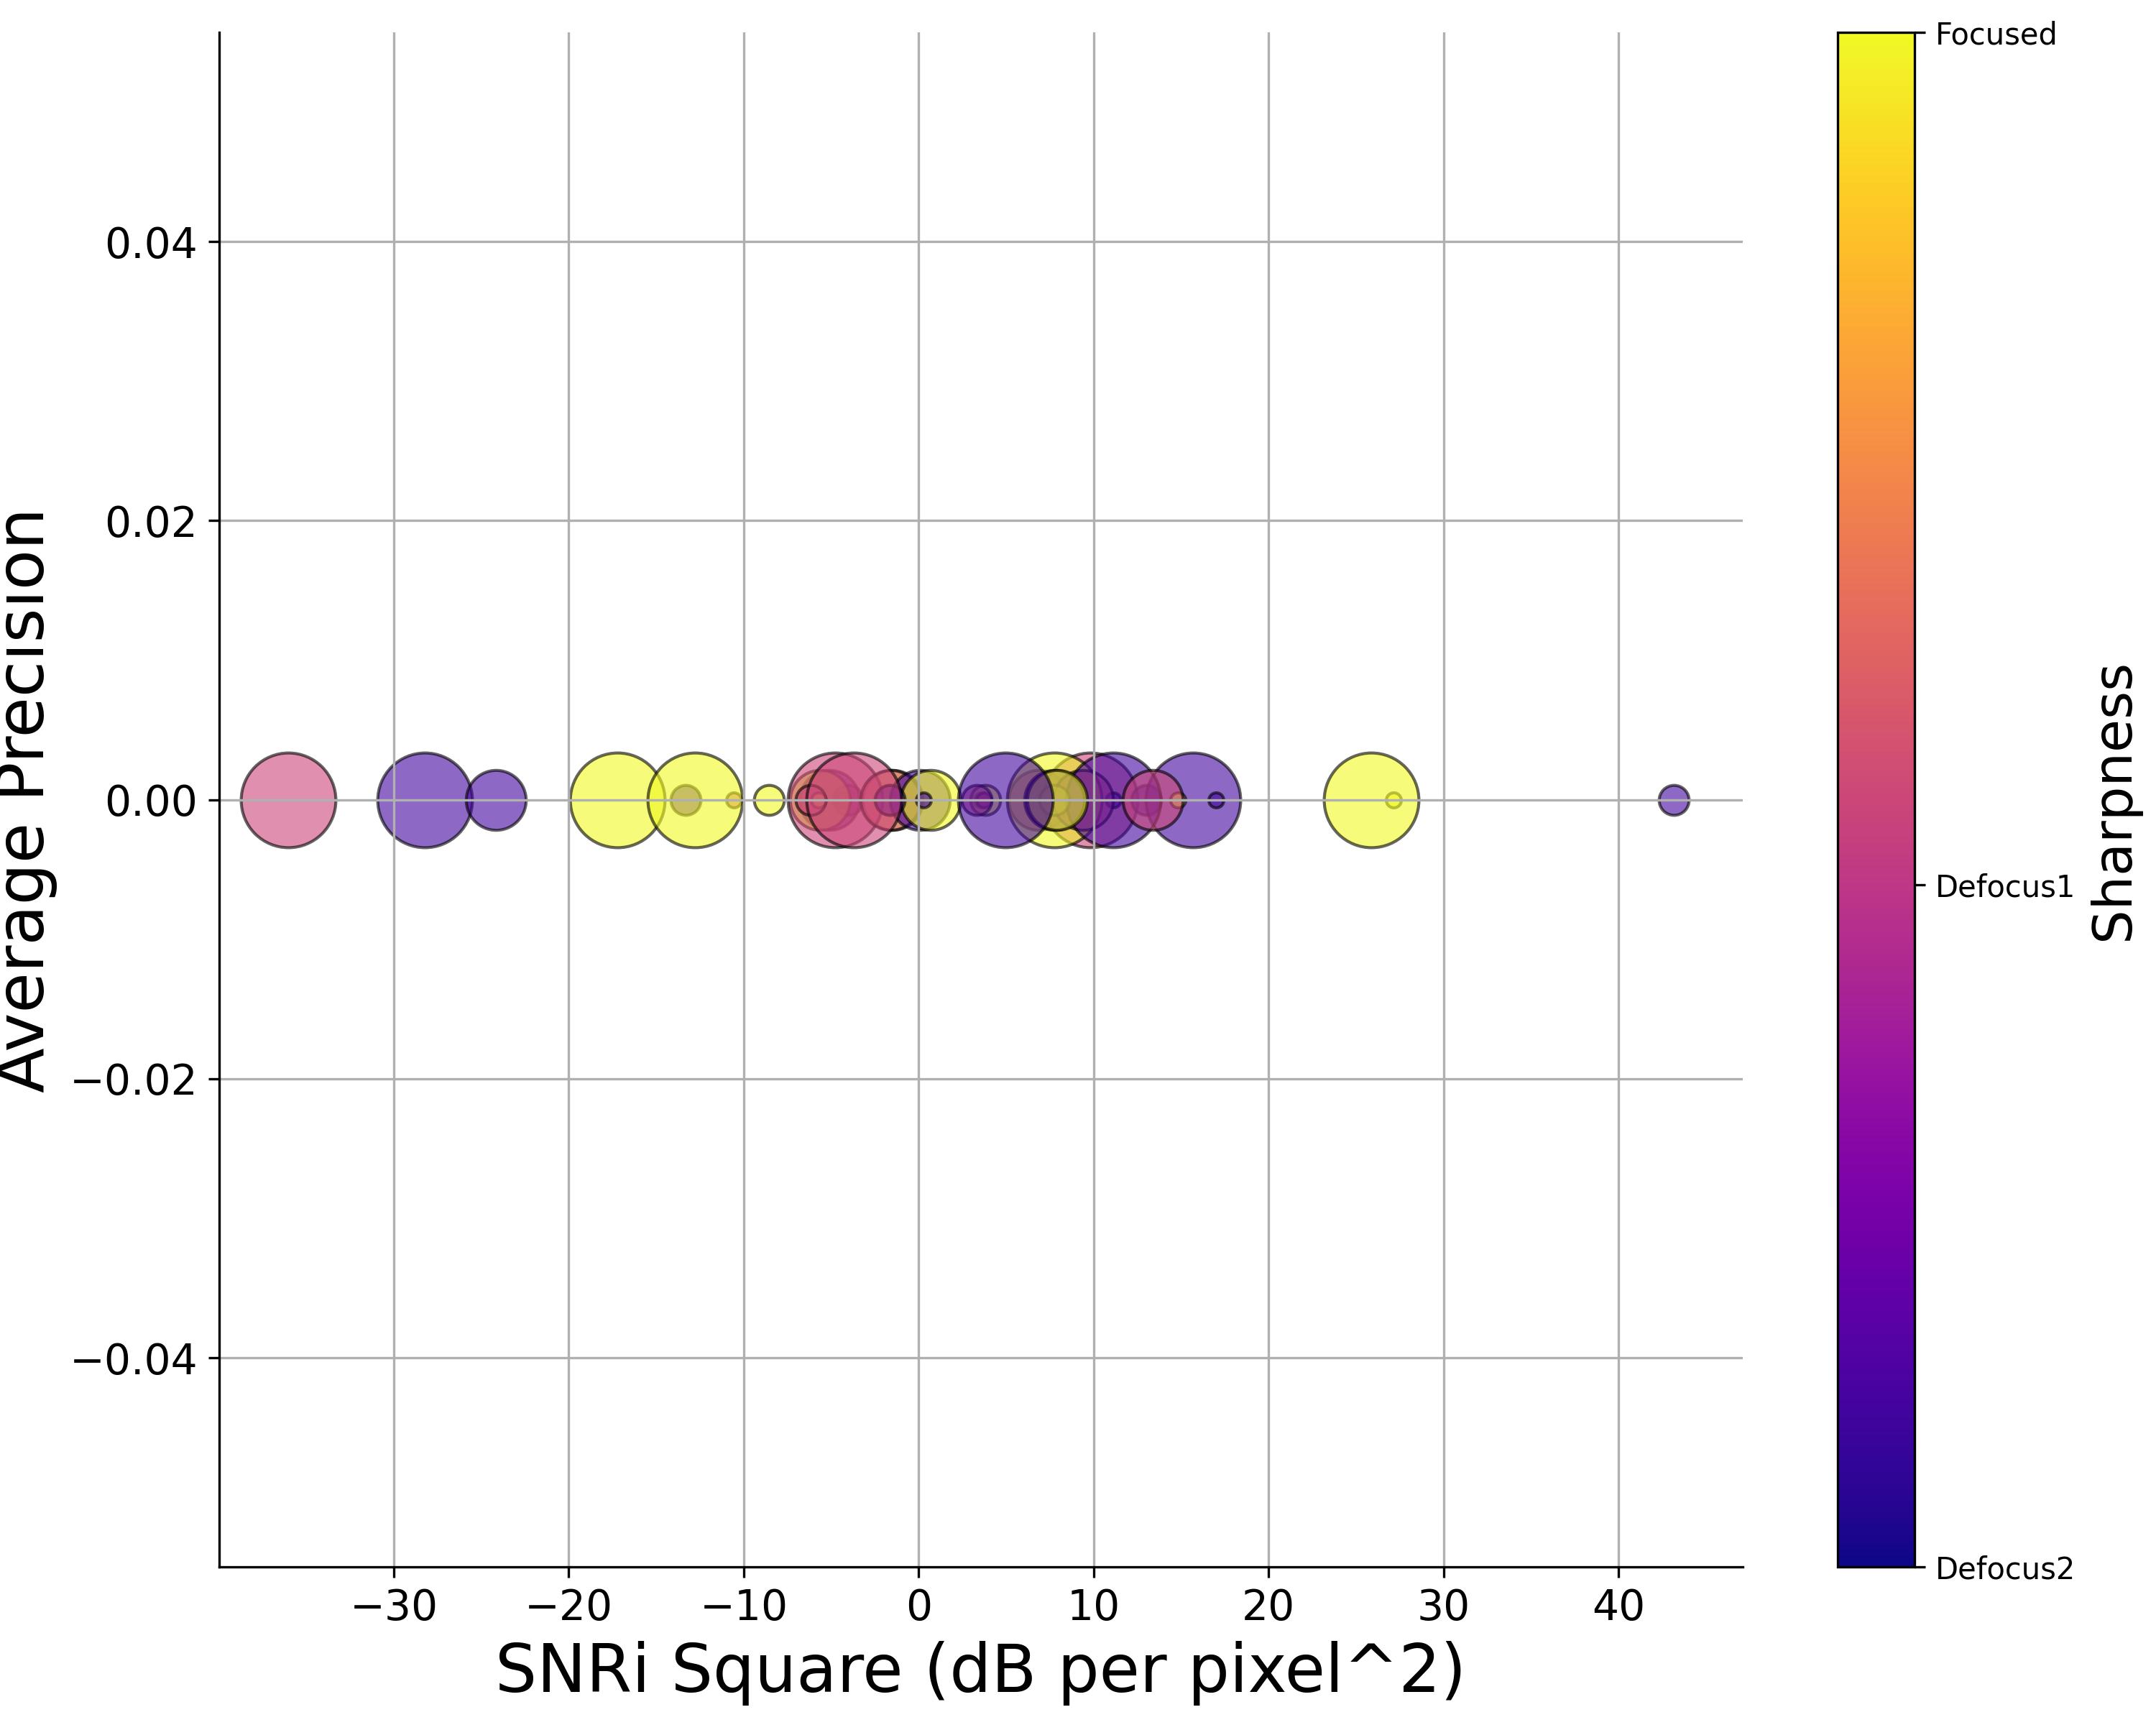 Average Precision
0.04
0.02
0.00
−0.02
−0.04
−30
−20
−10
0
10
20
30
40
SNRi Square (dB per pixel^2)
Focused
Defocus1
Defocus2
Sharpness